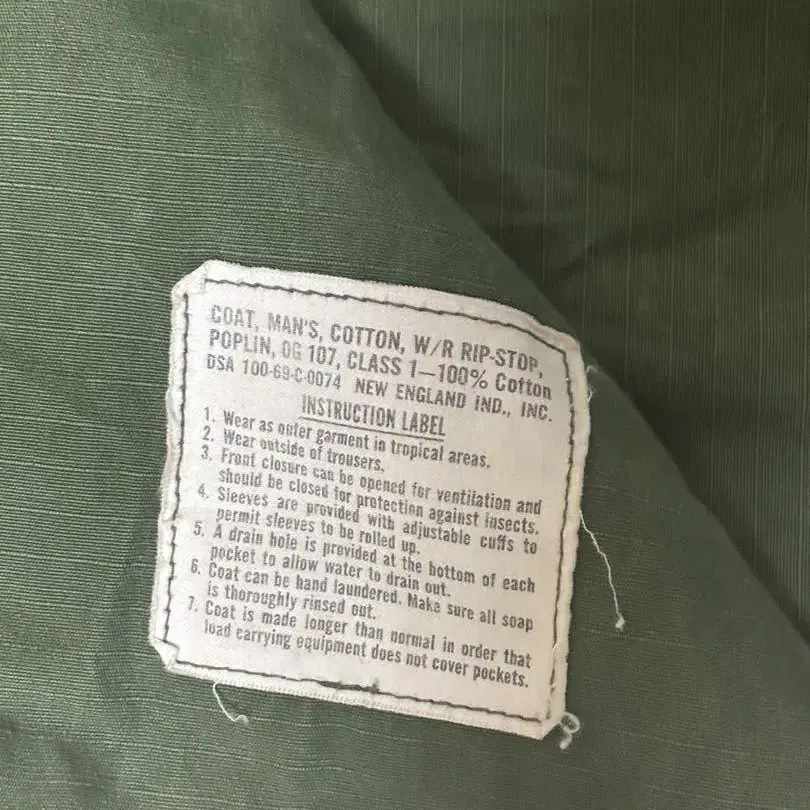 COAT, MAN'S, COTTON, W/R RIP-STOP,
POPLIN, OG 107, CLASS 1—100% Cotton
DSA 100-69-C-0074 NEW ENGLAND IND., INC.
INSTRUCTION LABEL
1. Wear as outer garment in tropical areas.
2. Wear outside of trousers.
3. Front closure can be opened for ventilation and
should be closed for protection against insects.
4. Sleeves are provided with adjustable cuffs to
permit sleeves to be rolled up.
5. A drain hole is provided at the bottom of each
pocket to allow water to drain out.
6. Coat can be hand laundered. Make sure all soap
is thoroughly rinsed out.
7. Coat is made longer than normal in order that
load carrying equipment does not cover pockets.